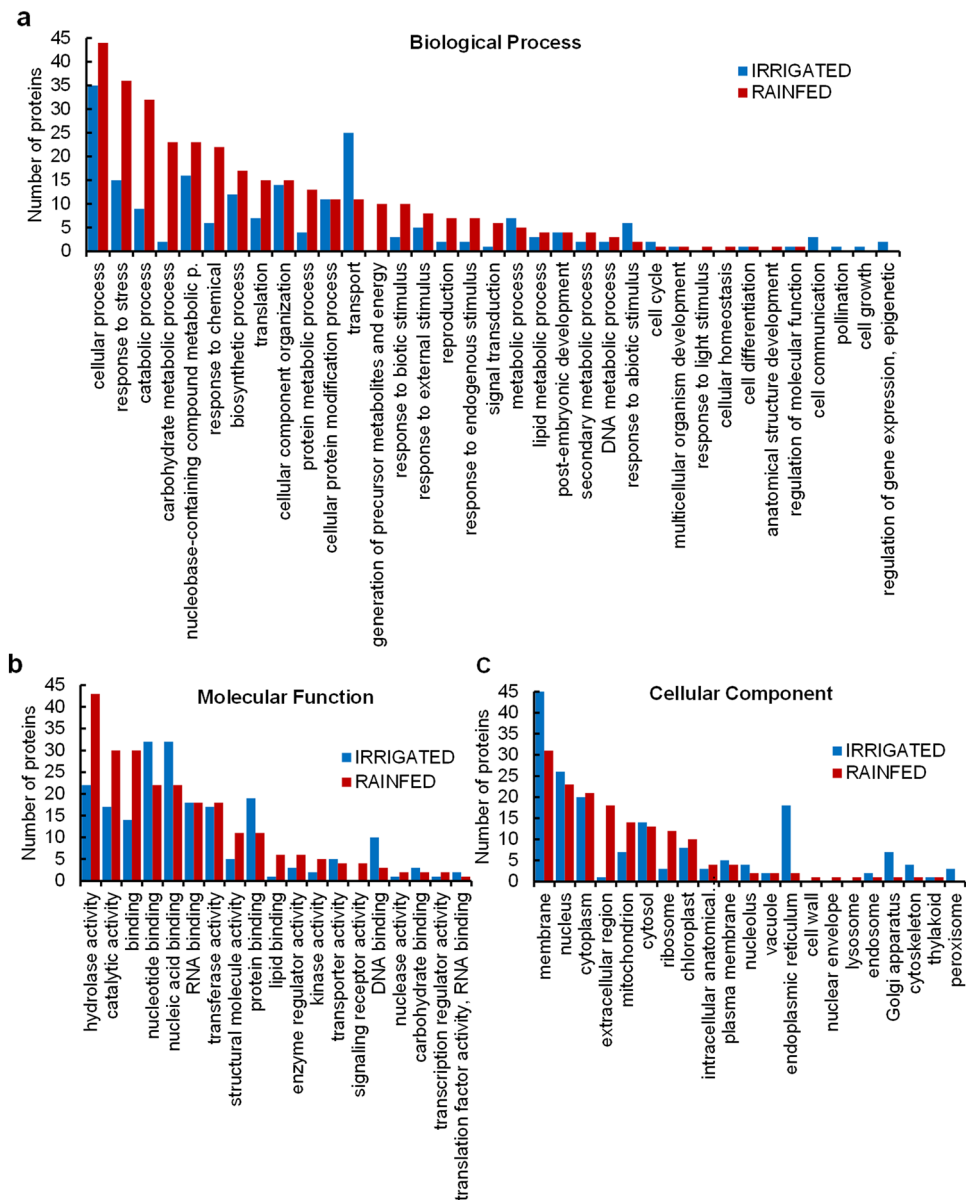 a
Biological Process
IRRIGATED
RAINFED
Number of proteins
45
40
35
30
25
20
15
10
5
0
cellular process
response to stress
catabolic process
carbohydrate metabolic process
nucleobase-containing compound metabolic p.
response to chemical
biosynthetic process
translation
cellular component organization
protein metabolic process
cellular protein modification process
transport
generation of precursor metabolites and energy
response to biotic stimulus
response to external stimulus
reproduction
response to endogenous stimulus
signal transduction
metabolic process
lipid metabolic process
post-embryonic development
secondary metabolic process
DNA metabolic process
response to abiotic stimulus
cell cycle
multicellular organism development
response to light stimulus
cellular homeostasis
cell differentiation
anatomical structure development
regulation of molecular function
cell communication
pollination
cell growth
regulation of gene expression, epigenetic
b
Molecular Function
IRRIGATED
RAINFED
Number of proteins
45
40
35
30
25
20
15
10
5
0
hydrolase activity
catalytic activity
binding
nucleotide binding
nucleic acid binding
RNA binding
transferase activity
structural molecule activity
protein binding
lipid binding
enzyme regulator activity
kinase activity
transporter activity
signaling receptor activity
DNA binding
nuclease activity
carbohydrate binding
transcription regulator activity
translation factor activity, RNA binding
c
Cellular Component
IRRIGATED
RAINFED
Number of proteins
45
40
35
30
25
20
15
10
5
0
membrane
nucleus
cytoplasm
extracellular region
mitochondrion
cytosol
ribosome
chloroplast
intracellular anatomical.
plasma membrane
nucleolus
vacuole
endoplasmic reticulum
cell wall
nuclear envelope
lysosome
endosome
Golgi apparatus
cytoskeleton
thylakoid
peroxisome